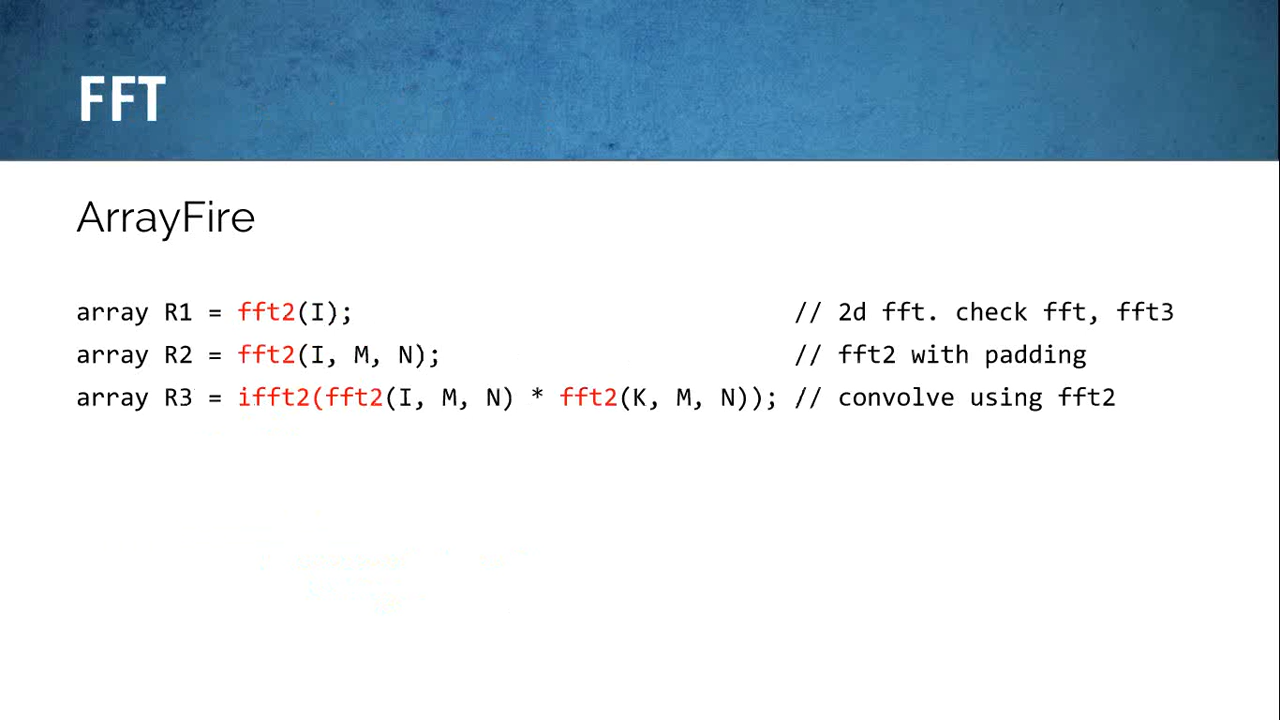 FFT
ArrayFire
array R1 = fft2(I); // 2d fft. check fft, fft3
array R2 = fft2(I, M, N); // fft2 with padding
array R3 = ifft2(fft2(I, M, N) * fft2(K, M, N)); // convolve using fft2